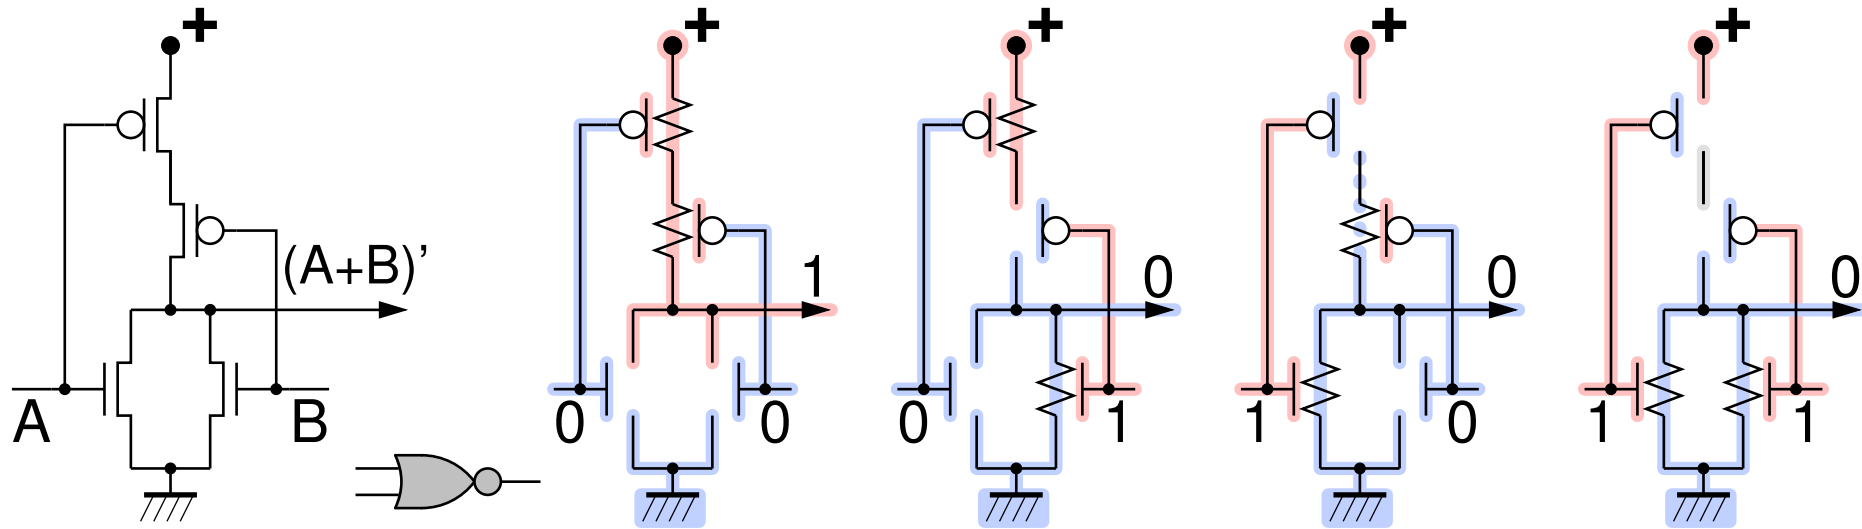 + + + + +
(A+B)’ 1 0 0 0
A B 0 0 0 1 1 0 1 1